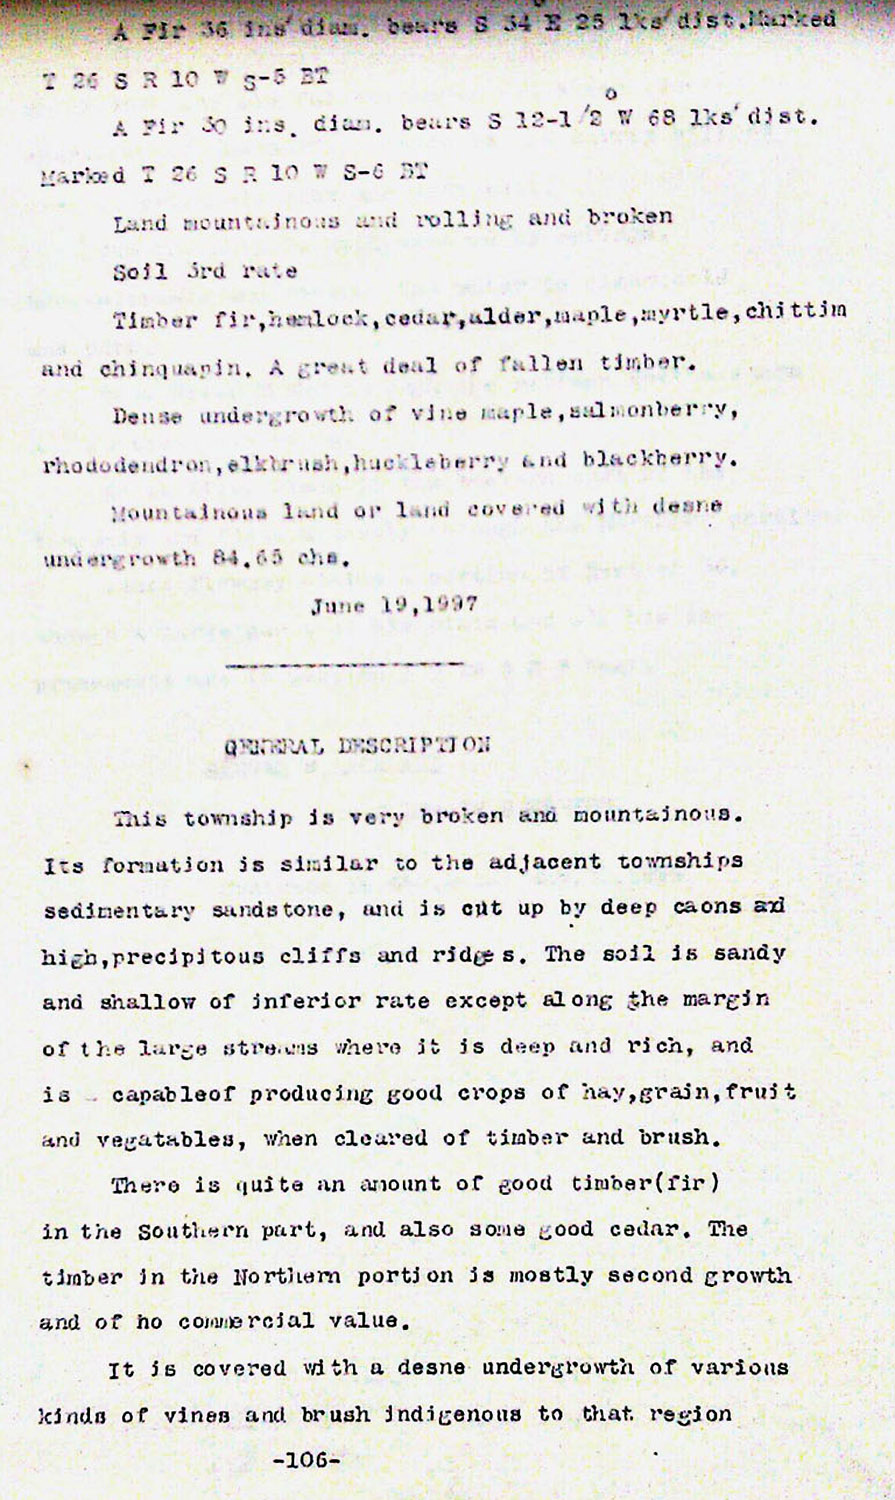 A Fir 36 ins' diam. bears S 34° E 25 lks' dist. Marked
T 26 S R 10 W S-5 BT
A Fir 30 ins. diam. bears S 12-1/2° W 68 lks' dist.
Marked T 26 S R 10 W S-6 BT
Land mountainous and rolling and broken
Soil 3rd rate
Timber fir,hemlock,cedar,alder,maple,myrtle,chittim
and chinquapin. A great deal of fallen timber.
Dense undergrowth of vine maple,salmonberry,
rhododendron,elkbrush,huckleberry and blackberry.
Mountainous land or land covered with desne
undergrowth 84.65 chs.
June 19,1997
GENERAL DESCRIPTION
This township is very broken and mountainous.
Its formation is similar to the adjacent townships
sedimentary sandstone, and is cut up by deep caons and
high,precipitous cliffs and ridges. The soil is sandy
and shallow of inferior rate except along the margin
of the large streams where it is deep and rich, and
is capableof producing good crops of hay,grain,fruit
and vegatables, when cleared of timber and brush.
There is quite an amount of good timber(fir)
in the Southern part, and also some good cedar. The
timber in the Northern portion is mostly second growth
and of ho commercial value.
It is covered with a desne undergrowth of various
kinds of vines and brush indigenous to that region
-106-